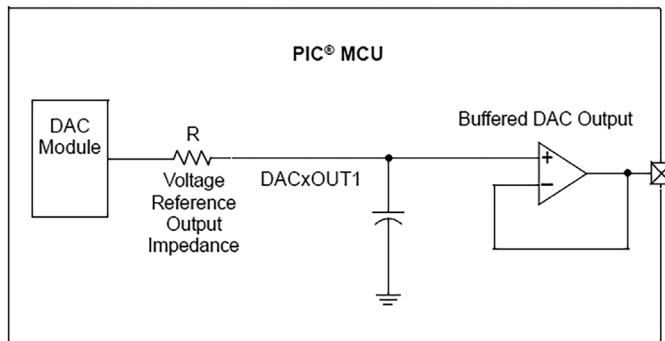 PIC® MCU
DAC
Module
R
Voltage
Reference
Output
Impedance
DACxOUT1
Buffered DAC Output
+
−